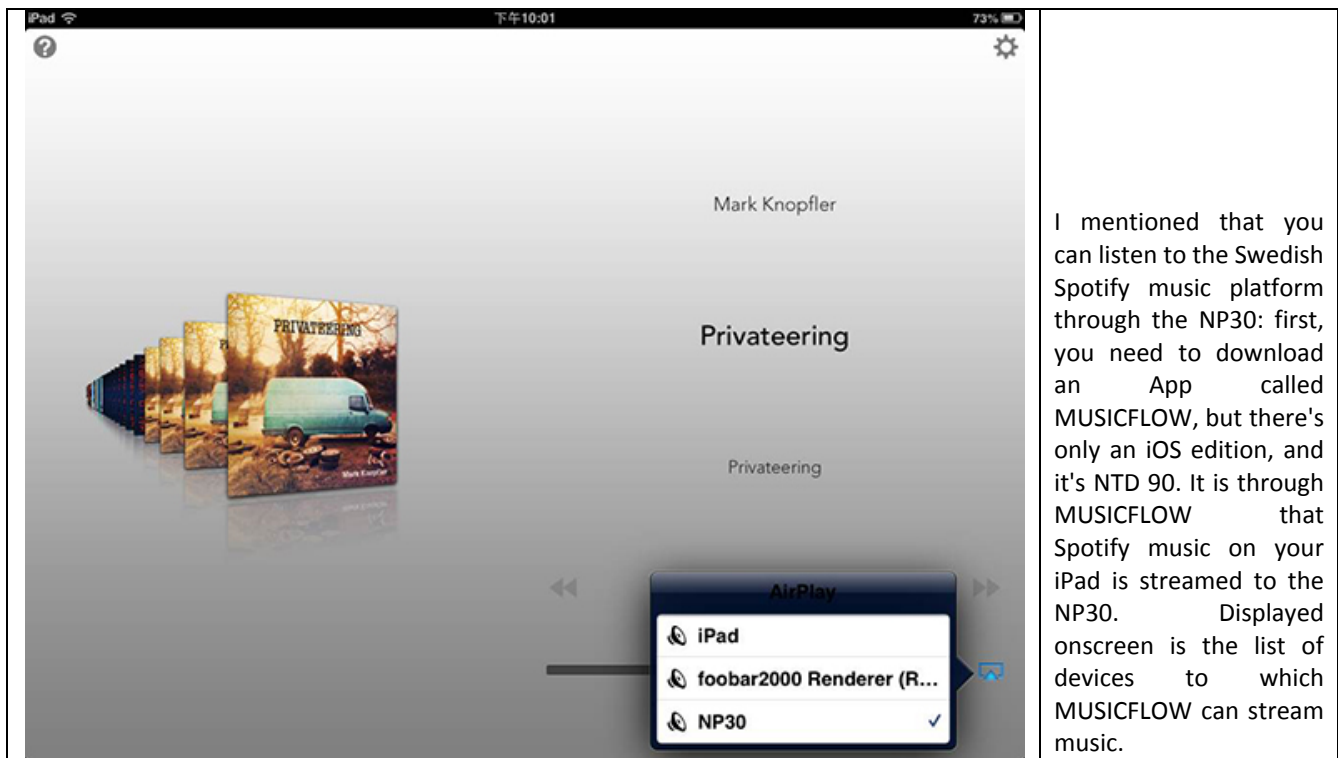 iPad 下午10:01 73%
Mark Knopfler
Privateering
Privateering
PRIVATEERING
Mark Knopfler
AirPlay
iPad
foobar2000 Renderer (R...
NP30
I mentioned that you
can listen to the Swedish
Spotify music platform
through the NP30: first,
you need to download
an App called
MUSICFLOW, but there's
only an iOS edition, and
it's NTD 90. It is through
MUSICFLOW that
Spotify music on your
iPad is streamed to the
NP30. Displayed
onscreen is the list of
devices to which
MUSICFLOW can stream
music.